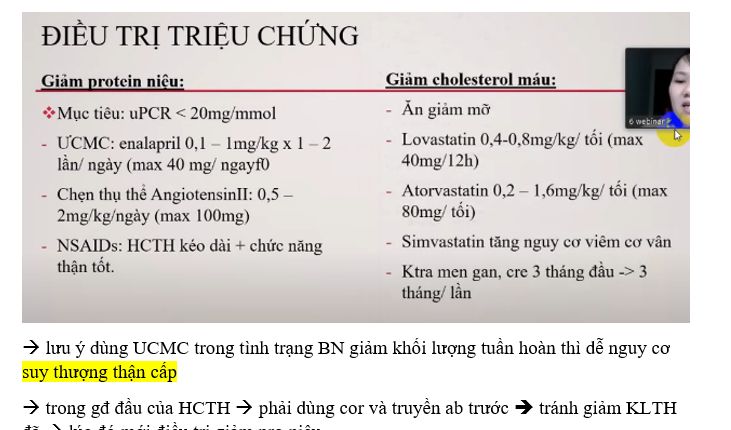 ĐIỀU TRỊ TRIỆU CHỨNG
Giảm protein niệu:
❖Mục tiêu: uPCR < 20mg/mmol
- ƯCMC: enalapril 0,1 – 1mg/kg x 1 – 2
lần/ ngày (max 40 mg/ ngayf0
- Chẹn thụ thể AngiotensinII: 0,5 –
2mg/kg/ngày (max 100mg)
- NSAIDs: HCTH kéo dài + chức năng
thận tốt.
Giảm cholesterol máu:
- Ăn giảm mỡ
- Lovastatin 0,4-0,8mg/kg/ tối (max
40mg/12h)
- Atorvastatin 0,2 – 1,6mg/kg/ tối (max
80mg/ tối)
- Simvastatin tăng nguy cơ viêm cơ vân
- Ktra men gan, cre 3 tháng đầu -> 3
tháng/ lần
6 webinar
→ lưu ý dùng UCMC trong tình trạng BN giảm khối lượng tuần hoàn thì dễ nguy cơ
suy thượng thận cấp
→ trong gđ đầu của HCTH → phải dùng cor và truyền ab trước → tránh giảm KLTH